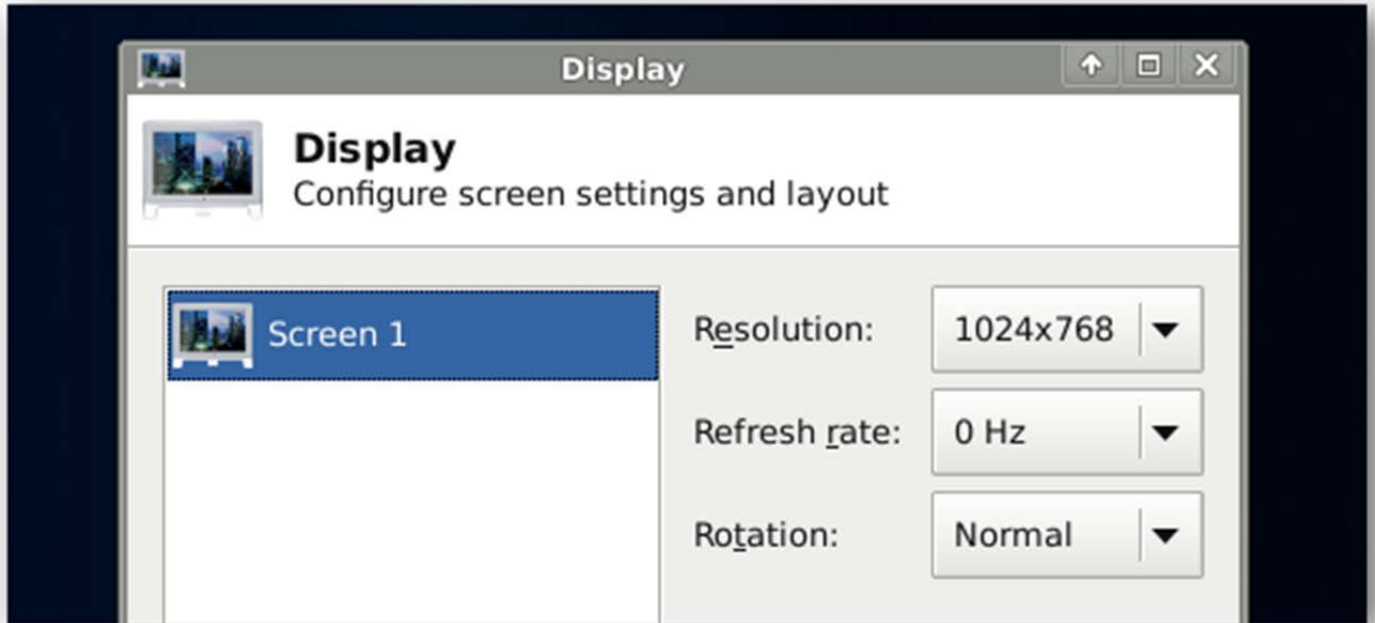 Display
Display
Configure screen settings and layout
Screen 1
Resolution: 1024x768
Refresh rate: 0 Hz
Rotation: Normal